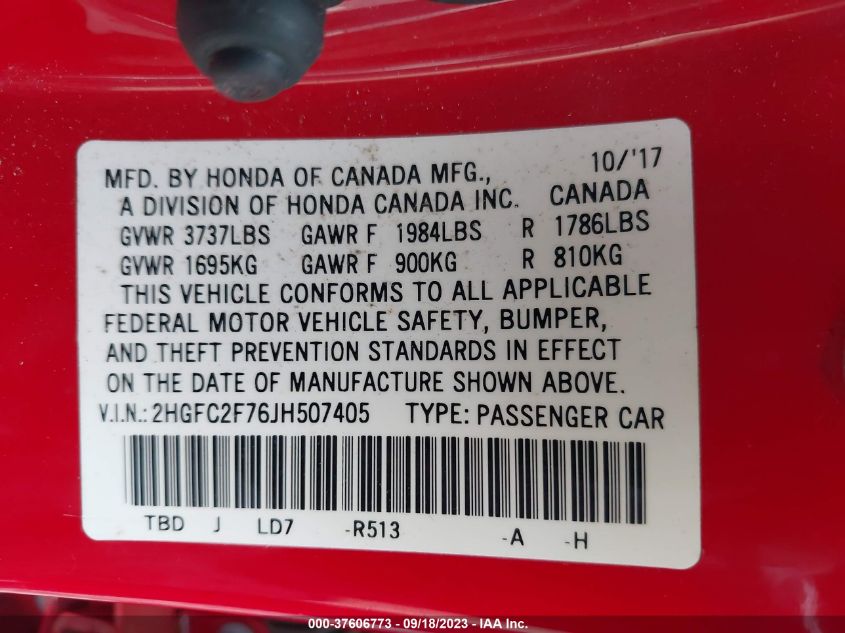 MFD. BY HONDA OF CANADA MFG., 10/'17
A DIVISION OF HONDA CANADA INC. CANADA
GVWR 3737LBS GAWR F 1984LBS R 1786LBS
GVWR 1695KG GAWR F 900KG R 810KG
THIS VEHICLE CONFORMS TO ALL APPLICABLE
FEDERAL MOTOR VEHICLE SAFETY, BUMPER,
AND THEFT PREVENTION STANDARDS IN EFFECT
ON THE DATE OF MANUFACTURE SHOWN ABOVE.
V.I.N.: 2HGFC2F76JH507405 TYPE: PASSENGER CAR
TBD J LD7 -R513 -A -H
000-37606773 - 09/18/2023 - IAA Inc.